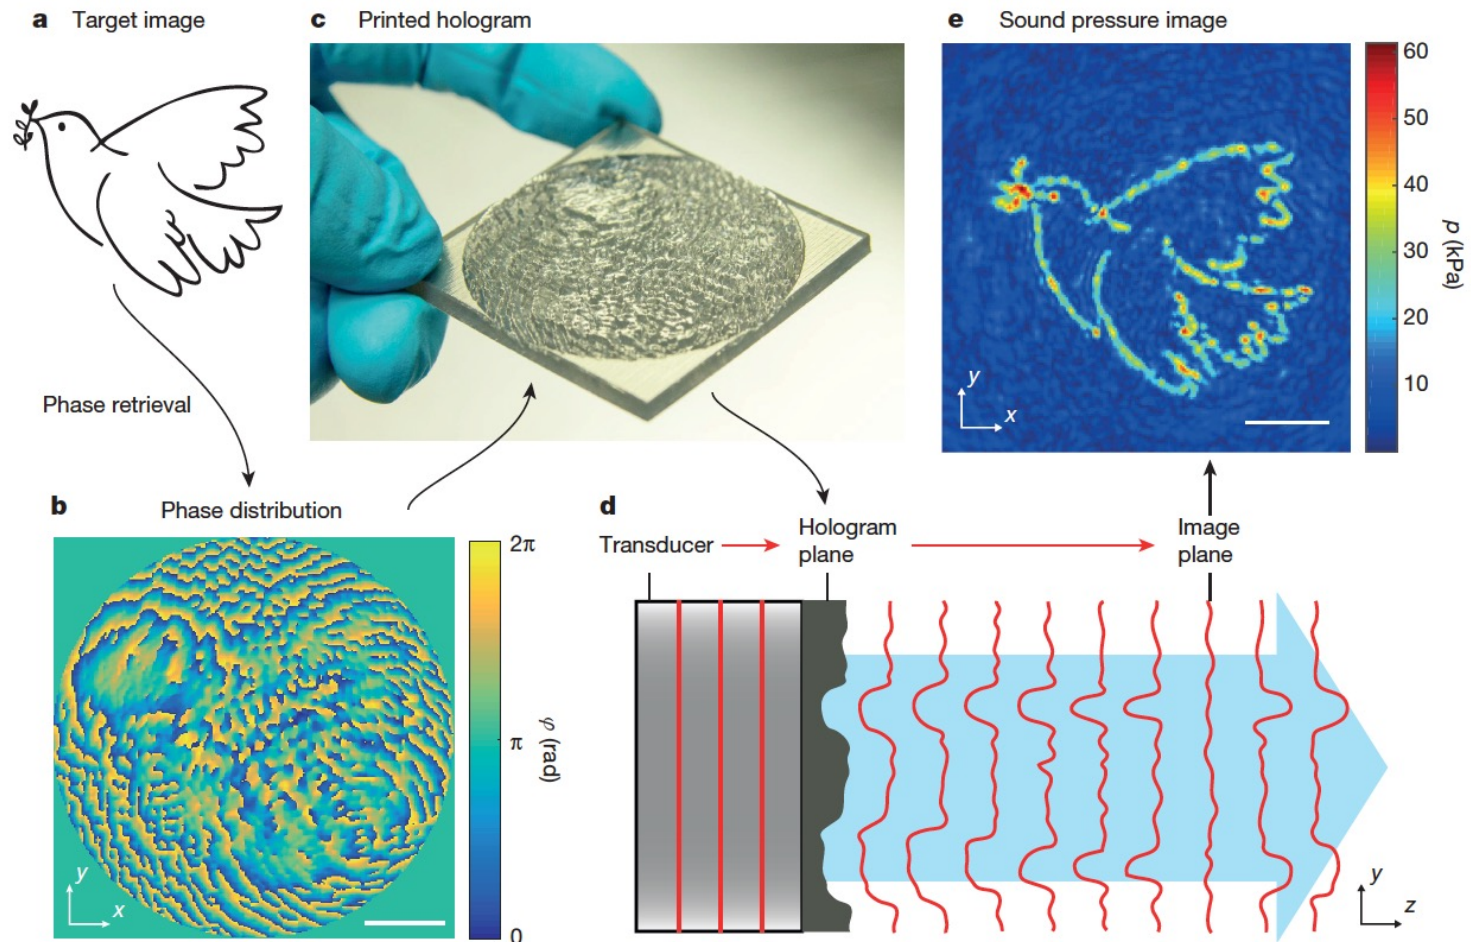 a Target image
c Printed hologram
e Sound pressure image
60
50
40
30
20
10
p (kPa)
y
x
Phase retrieval
b Phase distribution
2π
π
0
φ (rad)
y
x
d
Transducer
Hologram
plane
Image
plane
y
z